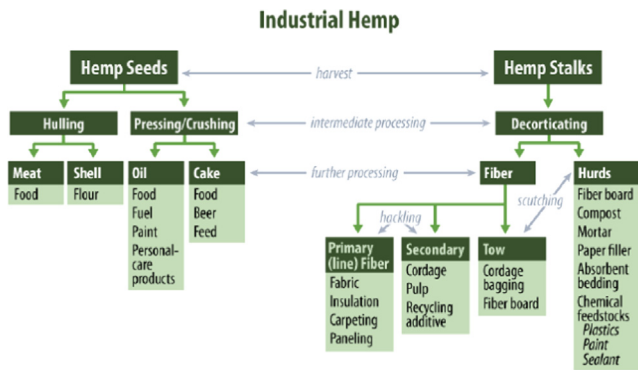 Industrial Hemp
Hemp Seeds
harvest
Hemp Stalks
Hulling
Pressing/Crushing
intermediate processing
Decorticating
Meat
Food
Shell
Flour
Oil
Food
Fuel
Paint
Personal-
care
products
Cake
Food
Beer
Feed
further processing
Fiber
Hurds
Fiber board
Compost
Mortar
Paper filler
Absorbent
bedding
Chemical
feedstocks
Plastics
Paint
Sealant
scutching
hackling
Primary
(line) Fiber
Fabric
Insulation
Carpeting
Paneling
Secondary
Cordage
Pulp
Recycling
additive
Tow
Cordage
bagging
Fiber board